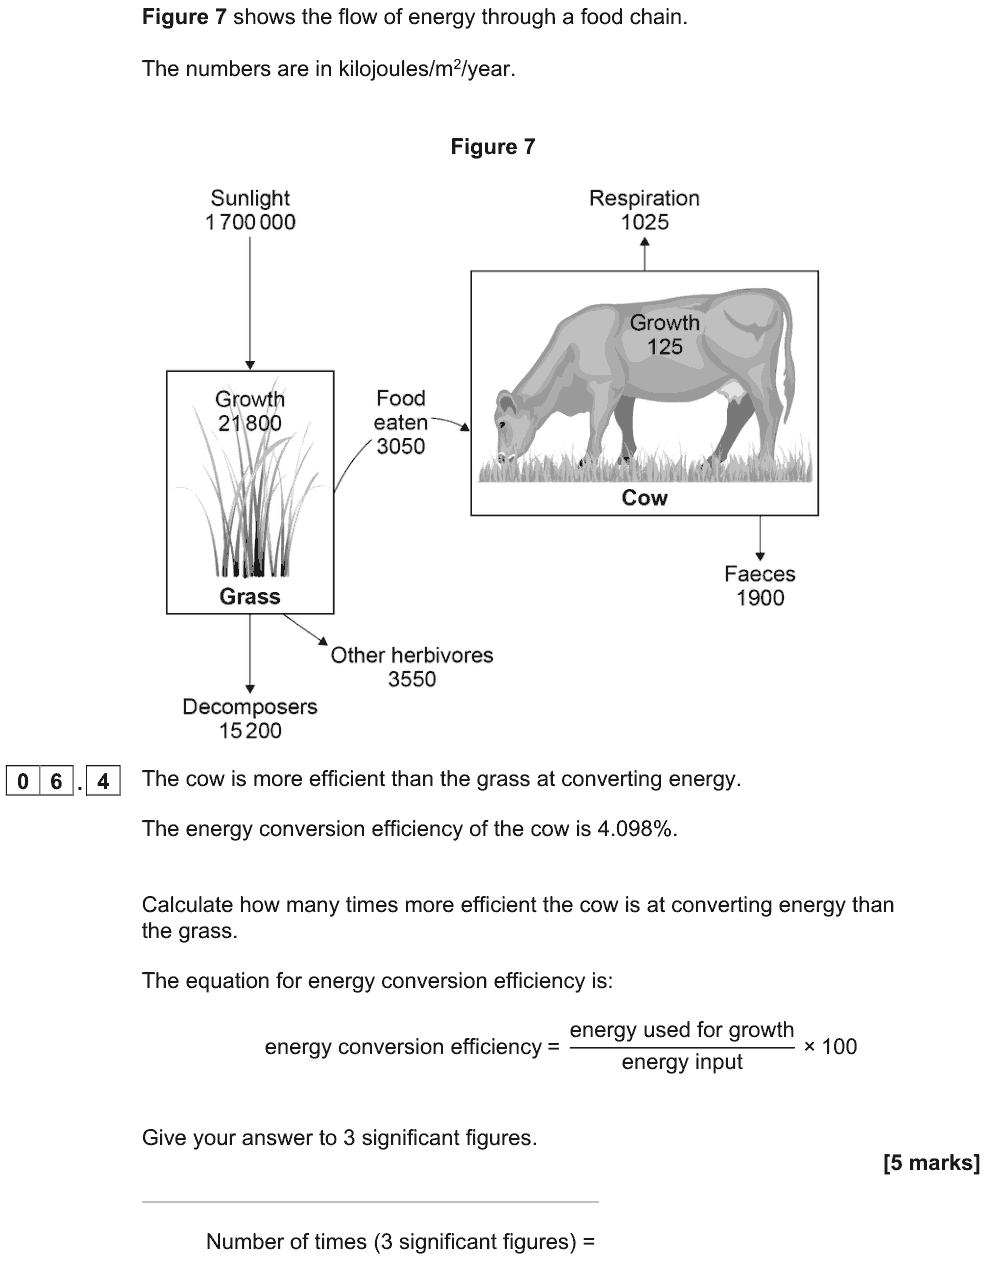 Figure 7 shows the flow of energy through a food chain.
The numbers are in kilojoules/m²/year.
Figure 7
Sunlight
1 700 000
Respiration
1025
Growth
125
Growth
21 800
Food
eaten
3050
Cow
Faeces
1900
Grass
Other herbivores
3550
Decomposers
15 200
0 6 . 4 The cow is more efficient than the grass at converting energy.
The energy conversion efficiency of the cow is 4.098%.
Calculate how many times more efficient the cow is at converting energy than
the grass.
The equation for energy conversion efficiency is:
energy conversion efficiency = energy used for growth / energy input × 100
Give your answer to 3 significant figures.
[5 marks]
Number of times (3 significant figures) =